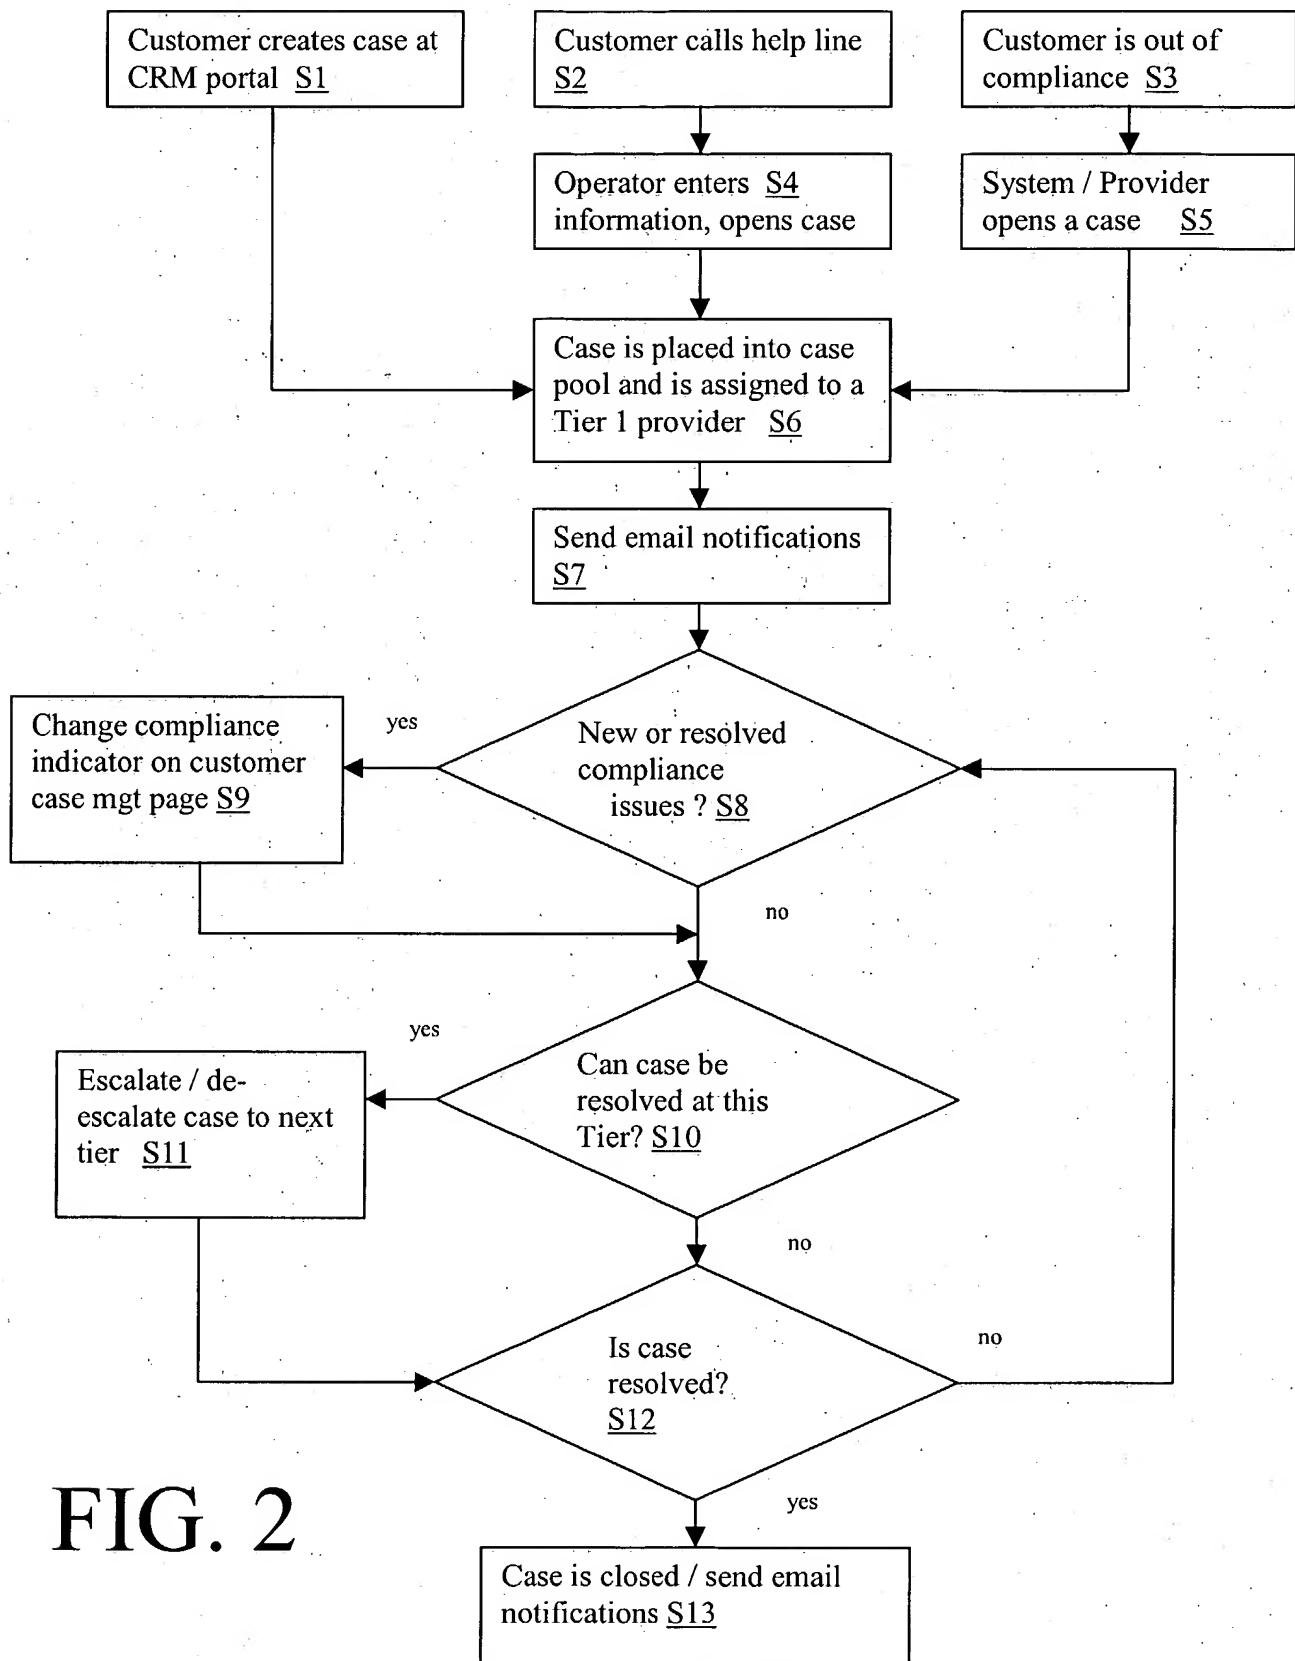 Customer creates case at
CRM portal S1
Customer calls help line
S2
Customer is out of
compliance S3
Operator enters S4
information, opens case
System / Provider
opens a case S5
Case is placed into case
pool and is assigned to a
Tier 1 provider S6
Send email notifications
S7
New or resolved
compliance
issues ? S8
yes
Change compliance
indicator on customer
case mgt page S9
no
Can case be
resolved at this
Tier? S10
yes
Escalate / de-
escalate case to next
tier S11
no
Is case
resolved?
S12
no
yes
Case is closed / send email
notifications S13
FIG. 2